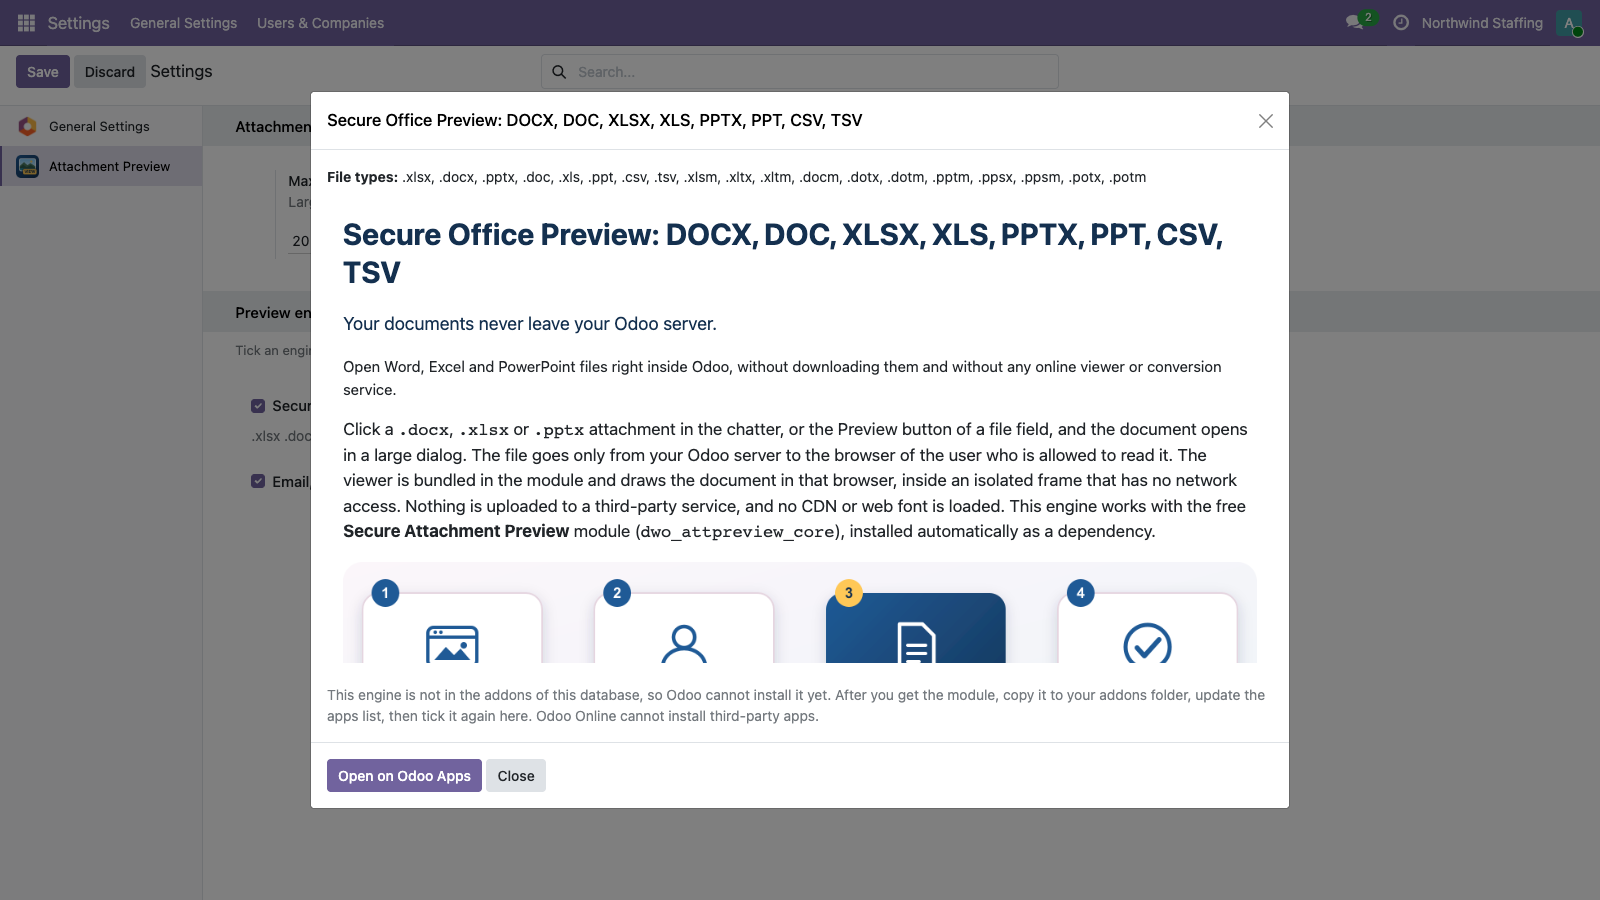 Settings General Settings Users & Companies 2 Northwind Staffing A
Save Discard Settings Search...
General Settings
Attachment Preview
Secure Office Preview: DOCX, DOC, XLSX, XLS, PPTX, PPT, CSV, TSV
File types: .xlsx, .docx, .pptx, .doc, .xls, .ppt, .csv, .tsv, .xlsm, .xltx, .xltm, .docm, .dotx, .dotm, .pptm, .ppsx, .ppsm, .potx, .potm
20
Secure Office Preview: DOCX, DOC, XLSX, XLS, PPTX, PPT, CSV,
TSV
Your documents never leave your Odoo server.
Open Word, Excel and PowerPoint files right inside Odoo, without downloading them and without any online viewer or conversion
service.
Click a .docx, .xlsx or .pptx attachment in the chatter, or the Preview button of a file field, and the document opens
in a large dialog. The file goes only from your Odoo server to the browser of the user who is allowed to read it. The
viewer is bundled in the module and draws the document in that browser, inside an isolated frame that has no network
access. Nothing is uploaded to a third-party service, and no CDN or web font is loaded. This engine works with the free
Secure Attachment Preview module (dwo_attpreview_core), installed automatically as a dependency.
1 2 3 4
This engine is not in the addons of this database, so Odoo cannot install it yet. After you get the module, copy it to your addons folder, update the
apps list, then tick it again here. Odoo Online cannot install third-party apps.
Open on Odoo Apps Close
Preview
Tick an
.xlsx
Email,